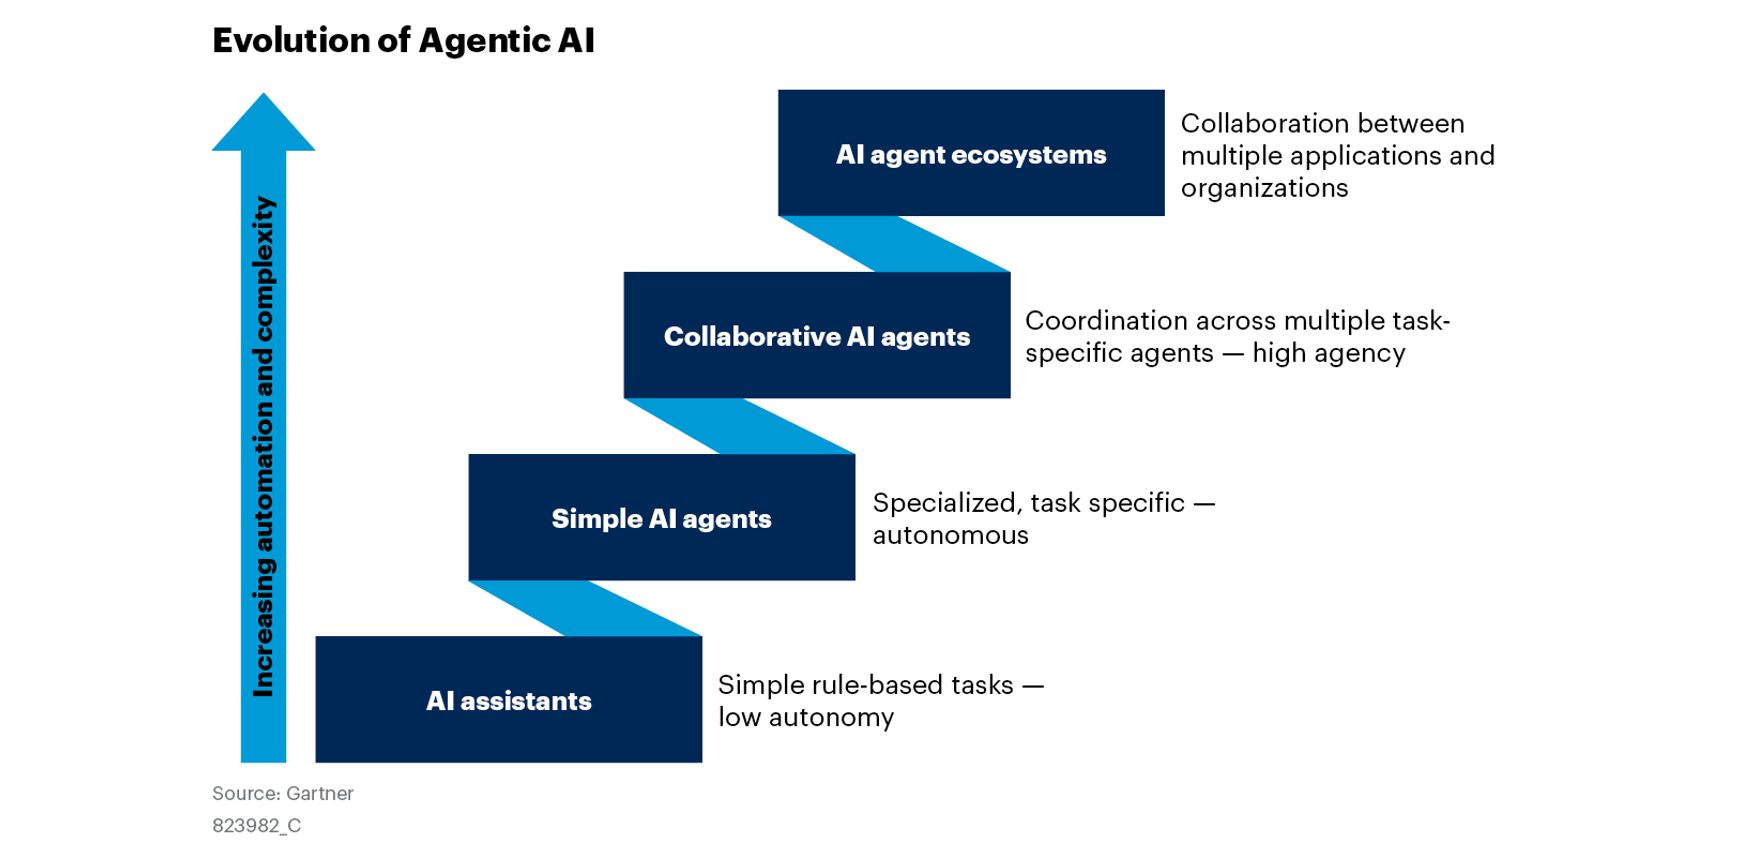 Evolution of Agentic AI
Increasing automation and complexity
AI agent ecosystems
Collaboration between
multiple applications and
organizations
Collaborative AI agents
Coordination across multiple task-
specific agents — high agency
Simple AI agents
Specialized, task specific —
autonomous
AI assistants
Simple rule-based tasks —
low autonomy
Source: Gartner
823982_C